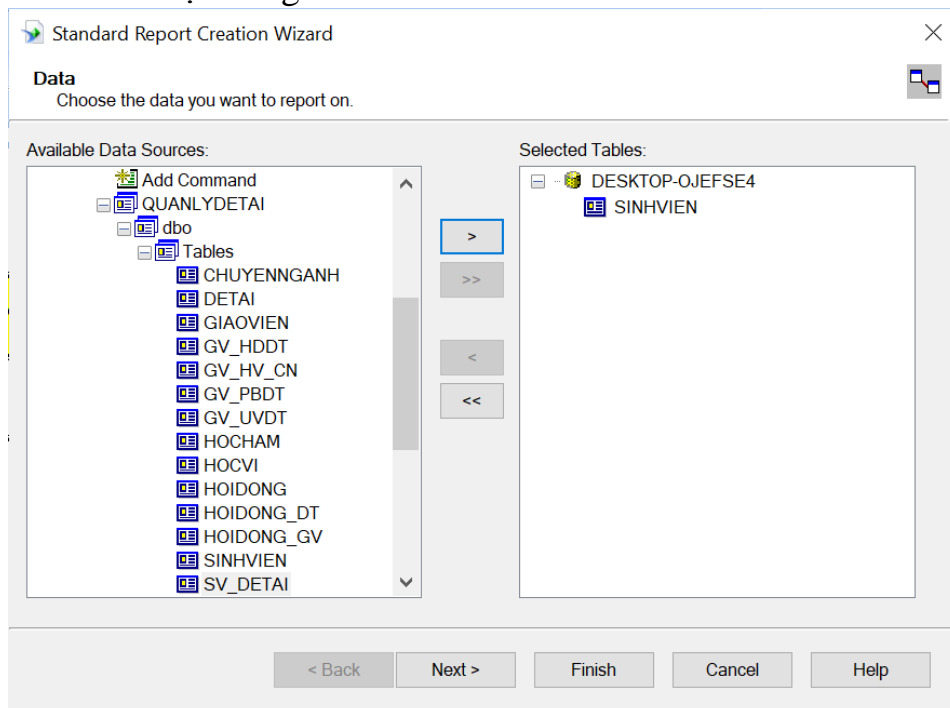 Standard Report Creation Wizard
Data
Choose the data you want to report on.
Available Data Sources:
Add Command
QUANLYDETAI
dbo
Tables
CHUYENNGANH
DETAI
GIAOVIEN
GV_HDDT
GV_HV_CN
GV_PBDT
GV_UVDT
HOCHAM
HOCVI
HOIDONG
HOIDONG_DT
HOIDONG_GV
SINHVIEN
SV_DETAI
>
>>
<
<<
Selected Tables:
DESKTOP-OJEFSE4
SINHVIEN
< Back
Next >
Finish
Cancel
Help